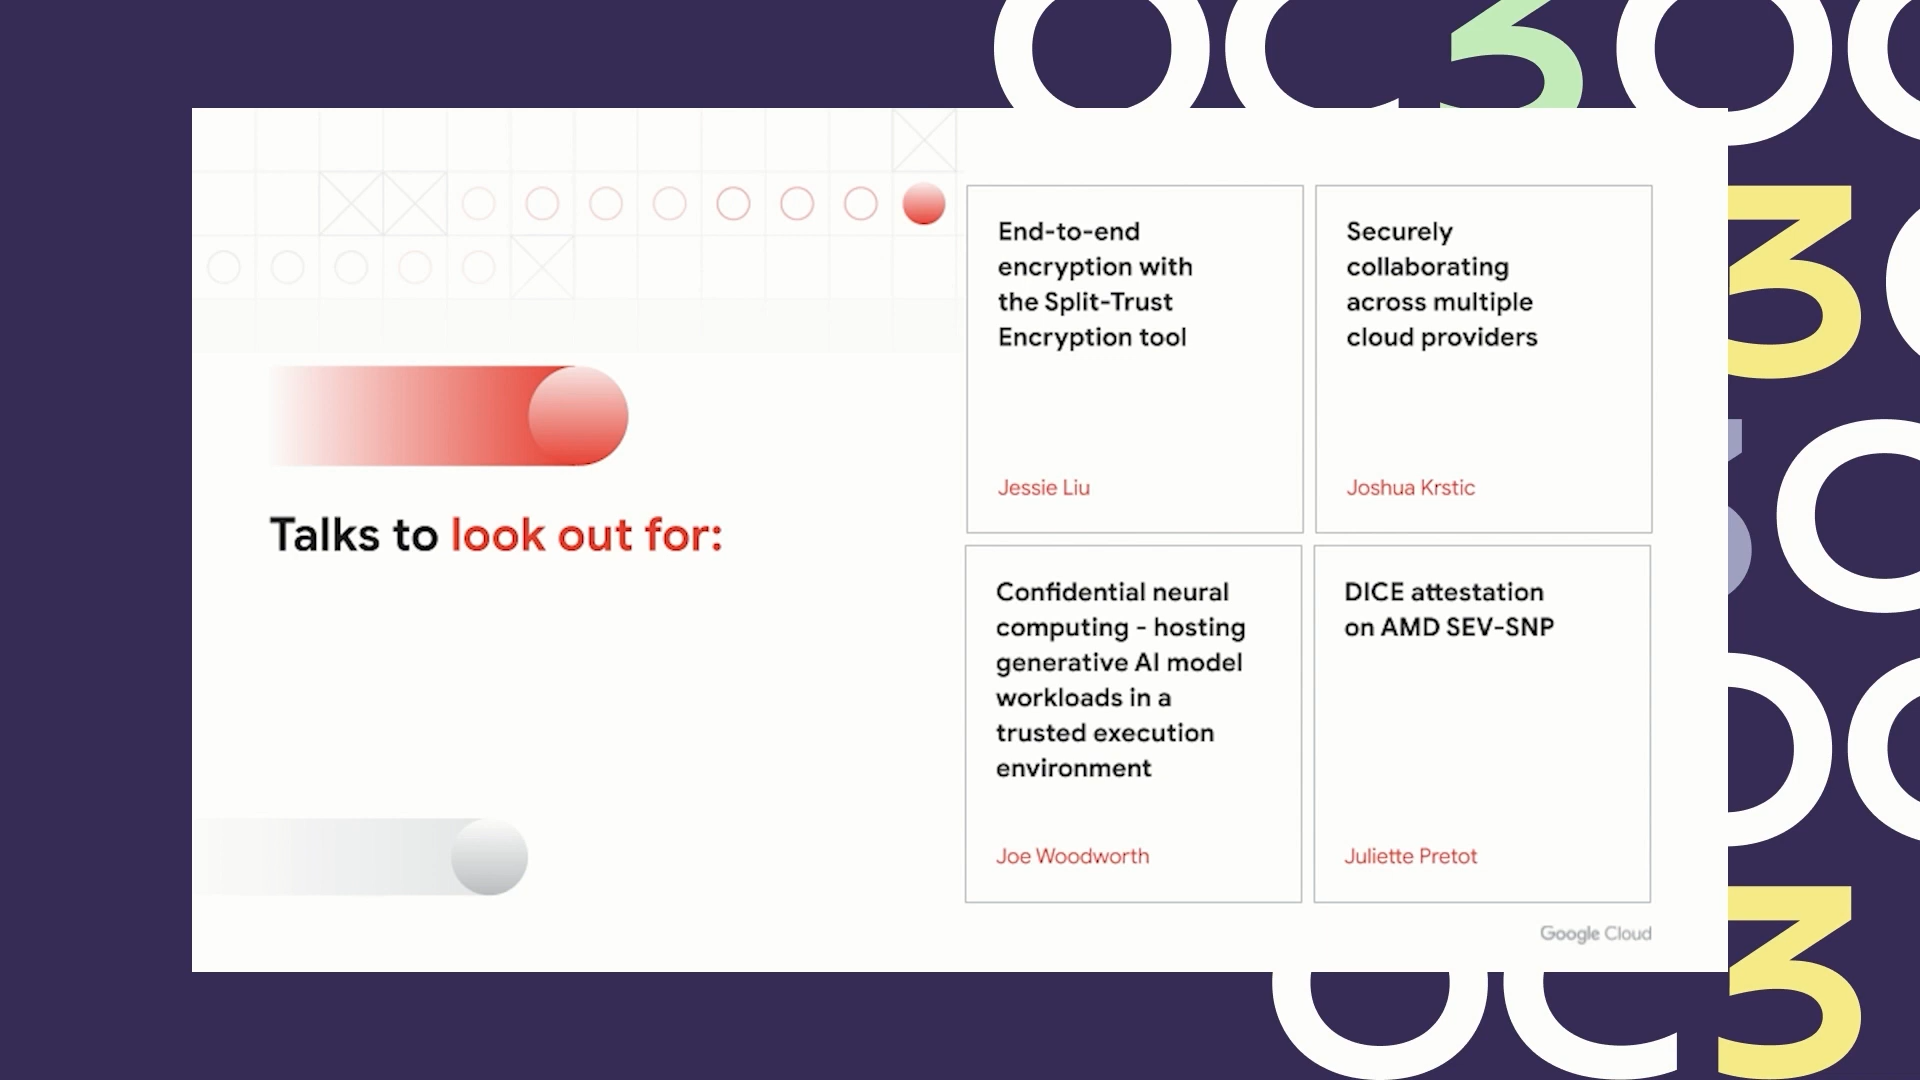 OC3OC
Talks to look out for:
End-to-end
encryption with
the Split-Trust
Encryption tool
Jessie Liu
Securely
collaborating
across multiple
cloud providers
Joshua Krstic
Confidential neural
computing - hosting
generative AI model
workloads in a
trusted execution
environment
Joe Woodworth
DICE attestation
on AMD SEV-SNP
Juliette Pretot
Google Cloud
OC3